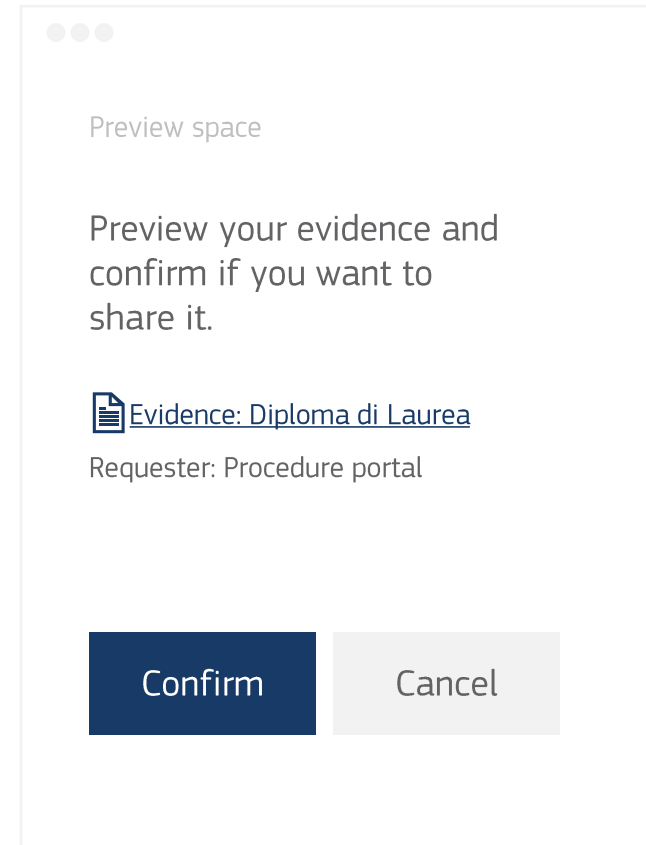 Preview space
Preview your evidence and
confirm if you want to
share it.
Evidence: Diploma di Laurea
Requester: Procedure portal
Confirm
Cancel